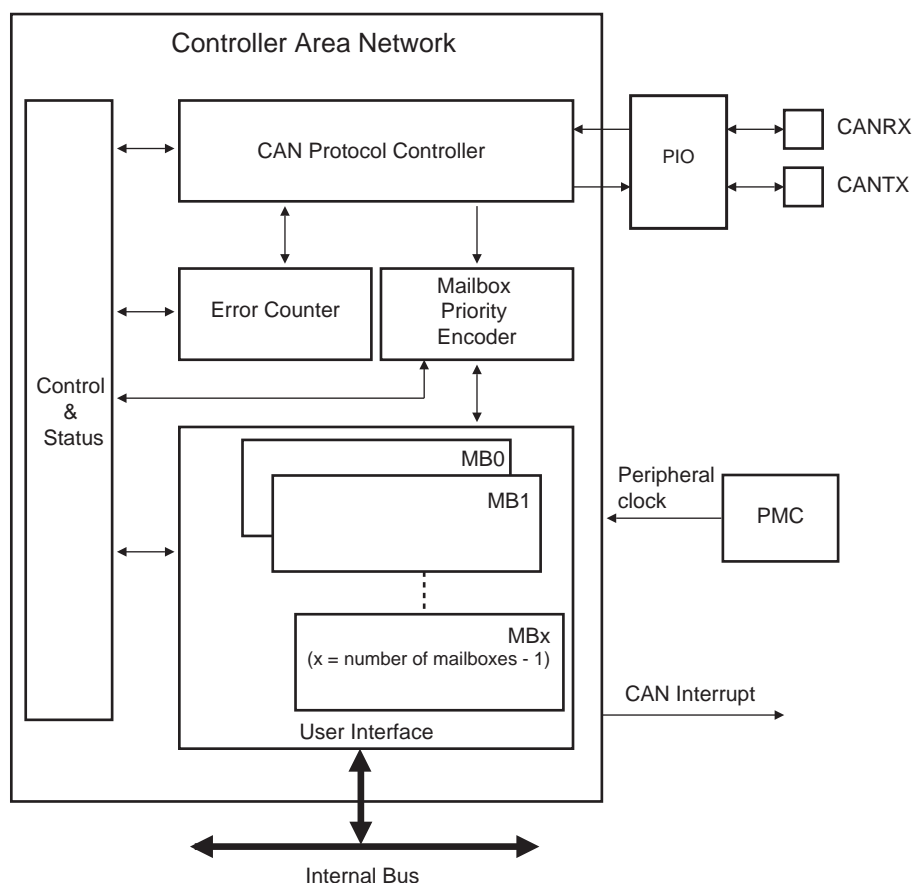 Controller Area Network
CAN Protocol Controller
PIO
CANRX
CANTX
Error Counter
Mailbox
Priority
Encoder
Control
&
Status
MB0
MB1
Peripheral
clock
PMC
MBx
(x = number of mailboxes - 1)
CAN Interrupt
User Interface
Internal Bus